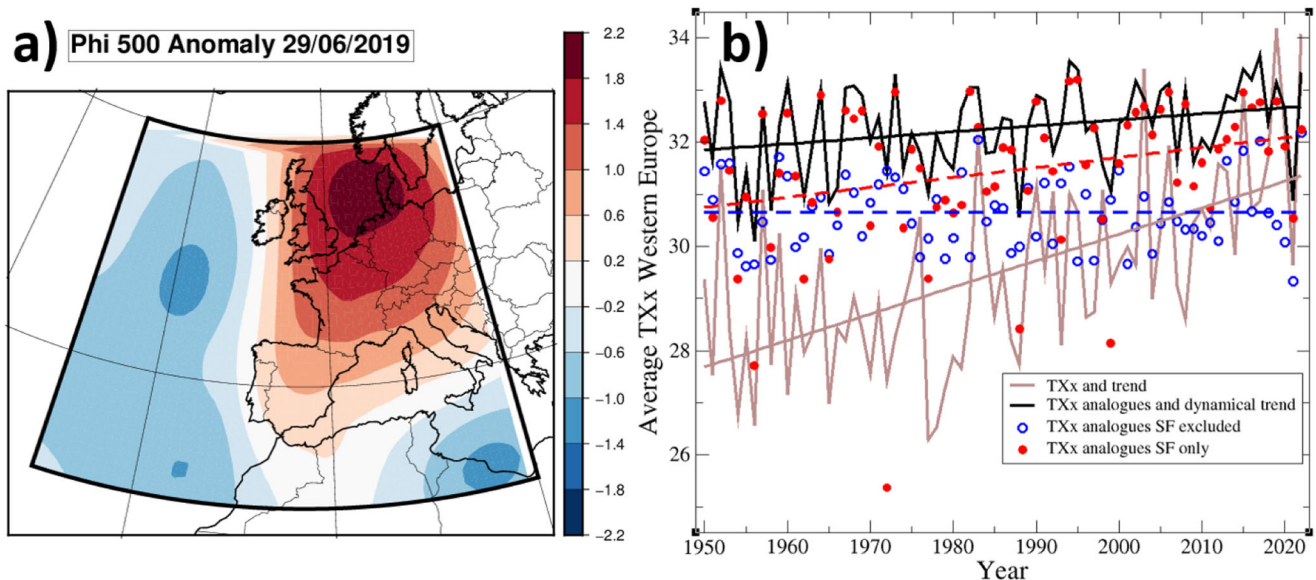 a)
Phi 500 Anomaly 29/06/2019
2.2
1.8
1.4
1.0
0.6
0.2
−0.2
−0.6
−1.0
−1.4
−1.8
−2.2
b)
Average TXx Western Europe
34
32
30
28
26
TXx and trend
TXx analogues and dynamical trend
TXx analogues SF excluded
TXx analogues SF only
1950 1960 1970 1980 1990 2000 2010 2020
Year